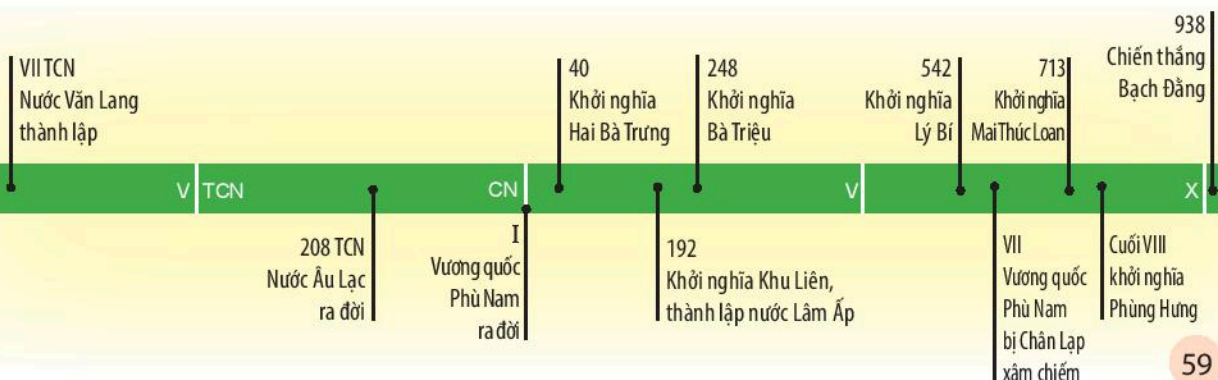 VII TCN
Nước Văn Lang
thành lập
40
Khởi nghĩa
Hai Bà Trưng
248
Khởi nghĩa
Bà Triệu
542
Khởi nghĩa
Lý Bí
713
Khởi nghĩa
Mai Thúc Loan
938
Chiến thắng
Bạch Đằng
V TCN CN V X
208 TCN
Nước Âu Lạc
ra đời
I
Vương quốc
Phù Nam
ra đời
192
Khởi nghĩa Khu Liên,
thành lập nước Lâm Ấp
VII
Vương quốc
Phù Nam
bị Chân Lạp
xâm chiếm
Cuối VIII
khởi nghĩa
Phùng Hưng
59